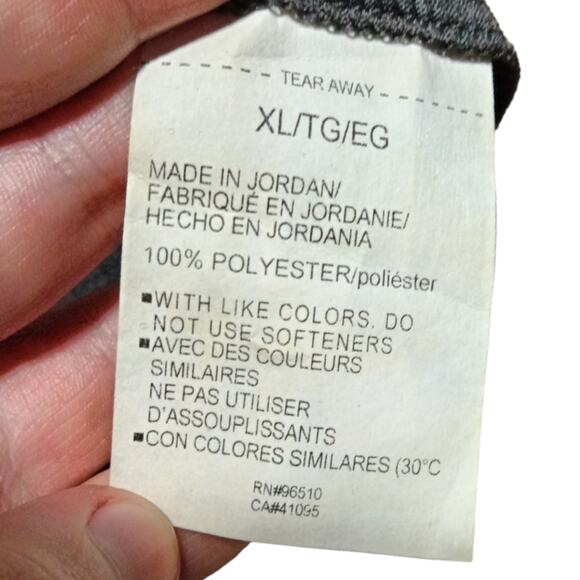 TEAR AWAY
XL/TG/EG
MADE IN JORDAN/
FABRIQUÉ EN JORDANIE/
HECHO EN JORDANIA
100% POLYESTER/poliéster
▪WITH LIKE COLORS. DO
NOT USE SOFTENERS
▪AVEC DES COULEURS
SIMILAIRES
NE PAS UTILISER
D'ASSOUPLISSANTS
▪CON COLORES SIMILARES (30°C
RN#96510
CA#41095